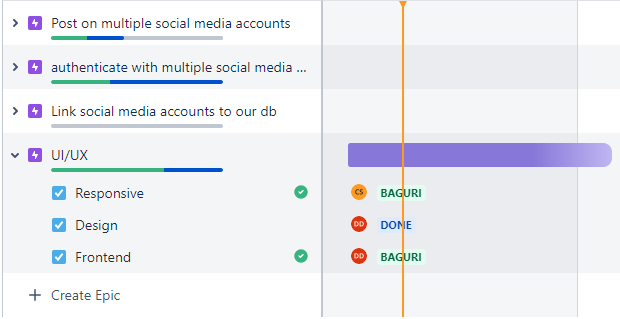 Post on multiple social media accounts
authenticate with multiple social media ...
Link social media accounts to our db
UI/UX
Responsive CS BAGURI
Design DD DONE
Frontend DD BAGURI
Create Epic